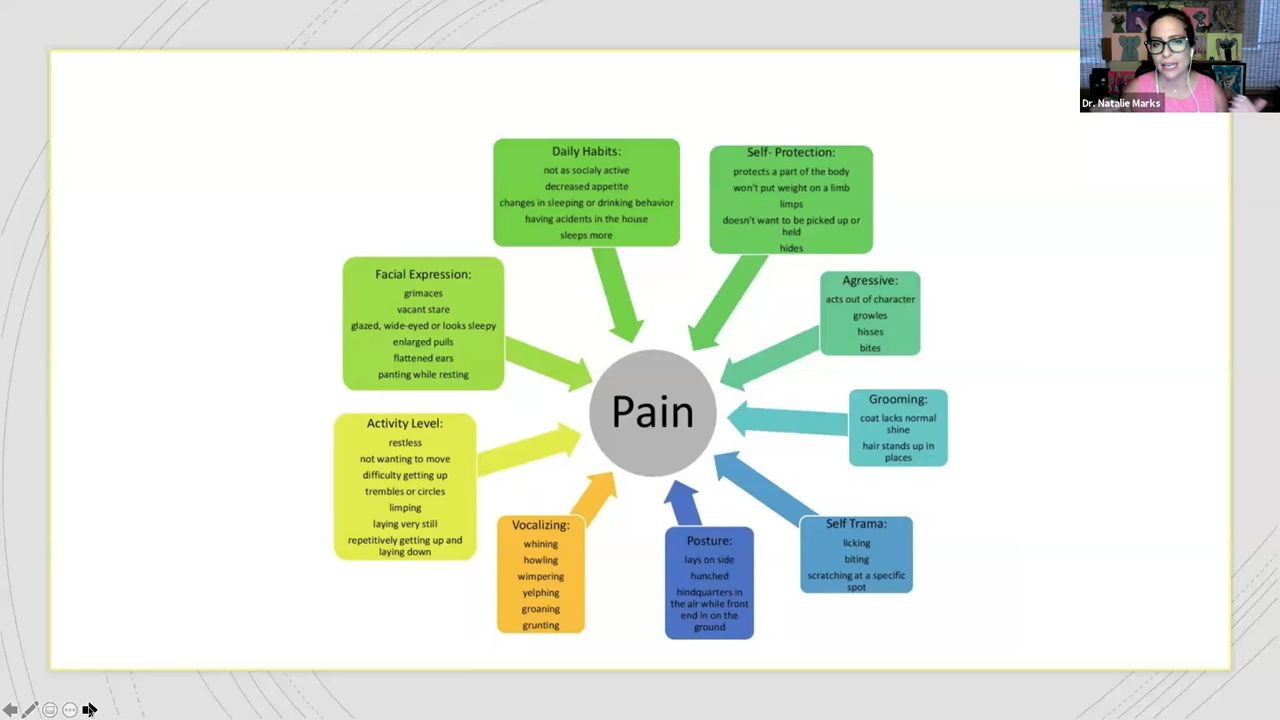 Dr. Natalie Marks
Daily Habits:
not as socialy active
decreased appetite
changes in sleeping or drinking behavior
having acidents in the house
sleeps more
Self- Protection:
protects a part of the body
won't put weight on a limb
limps
doesn't want to be picked up or
held
hides
Facial Expression:
grimaces
vacant stare
glazed, wide-eyed or looks sleepy
enlarged puils
flattened ears
panting while resting
Agressive:
acts out of character
growles
hisses
bites
Pain
Grooming:
coat lacks normal
shine
hair stands up in
places
Activity Level:
restless
not wanting to move
difficulty getting up
trembles or circles
limping
laying very still
repetitively getting up and
laying down
Vocalizing:
whining
howling
wimpering
yelphing
groaning
grunting
Posture:
lays on side
hunched
hindquarters in
the air while front
end in on the
ground
Self Trama:
licking
biting
scratching at a specific
spot